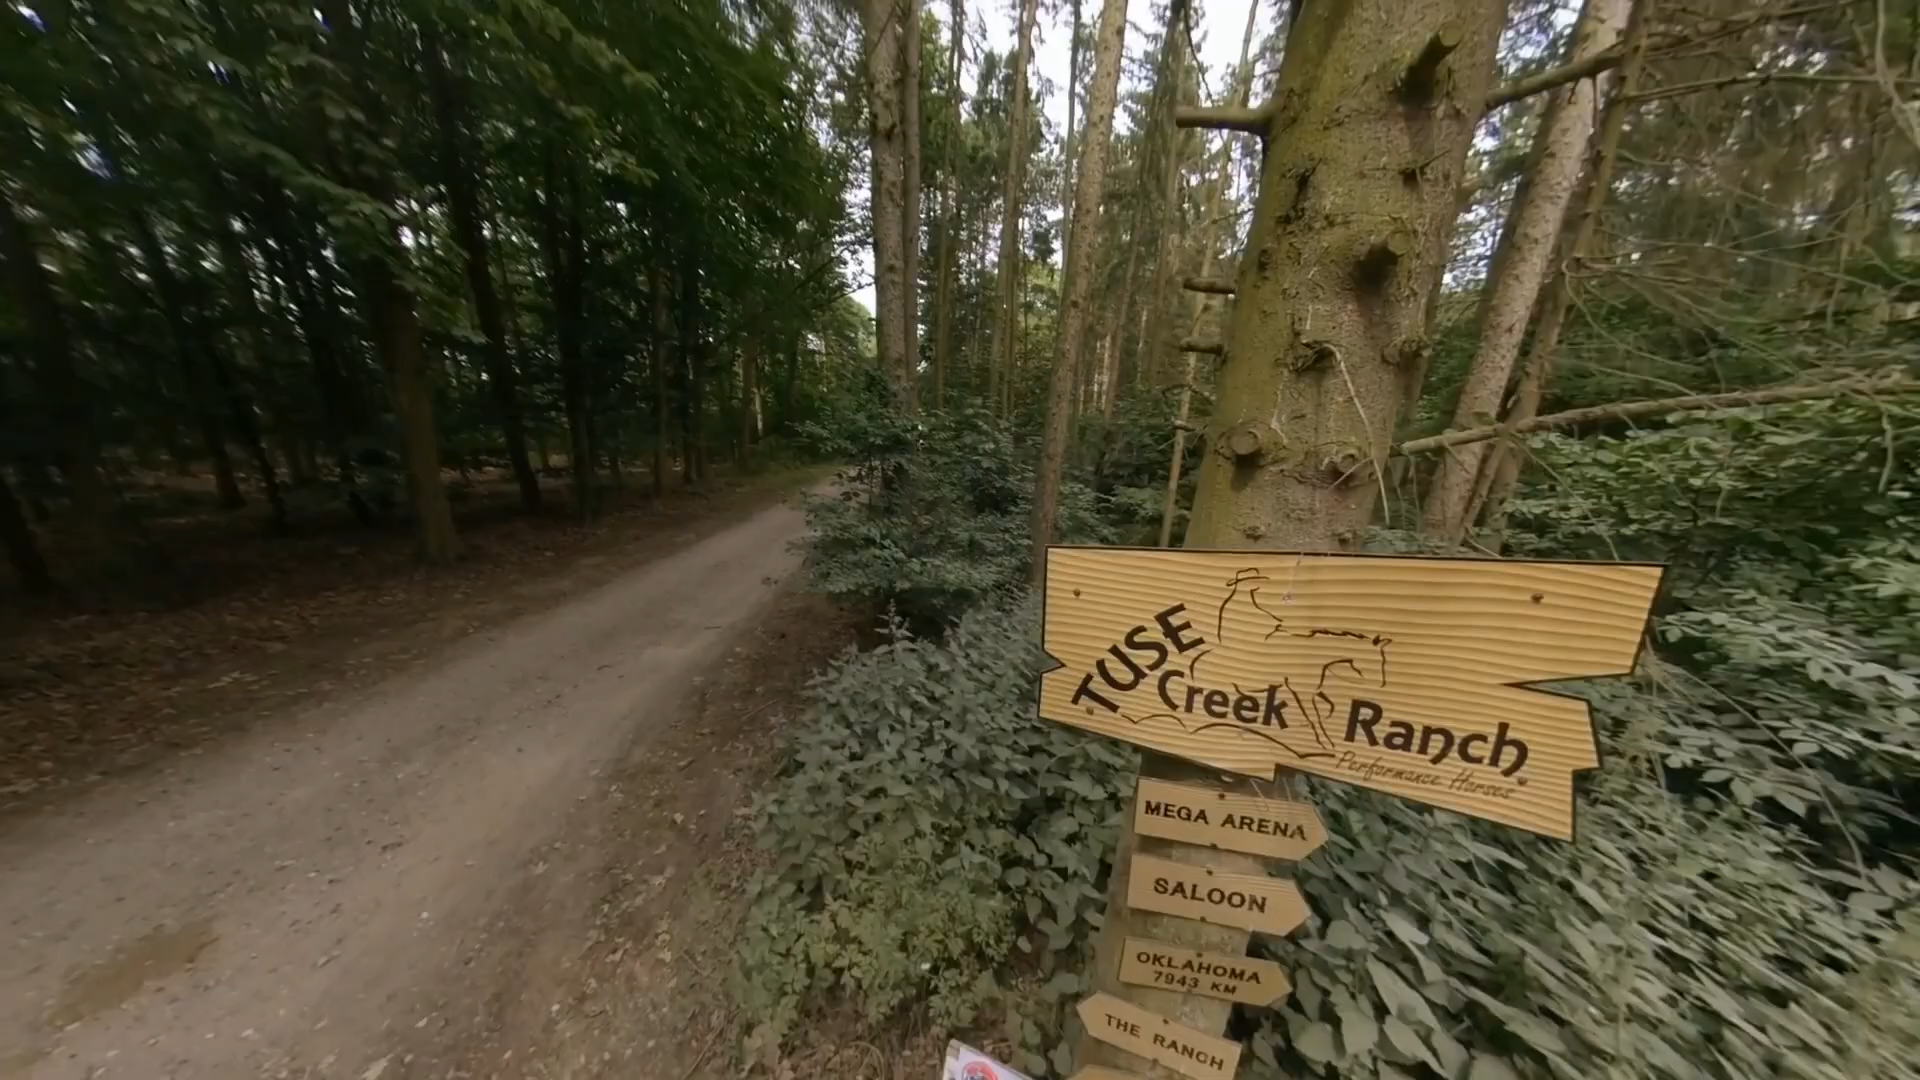 TUSE
Creek Ranch
Performance Horses
MEGA ARENA
SALOON
OKLAHOMA
7943 KM
THE RANCH